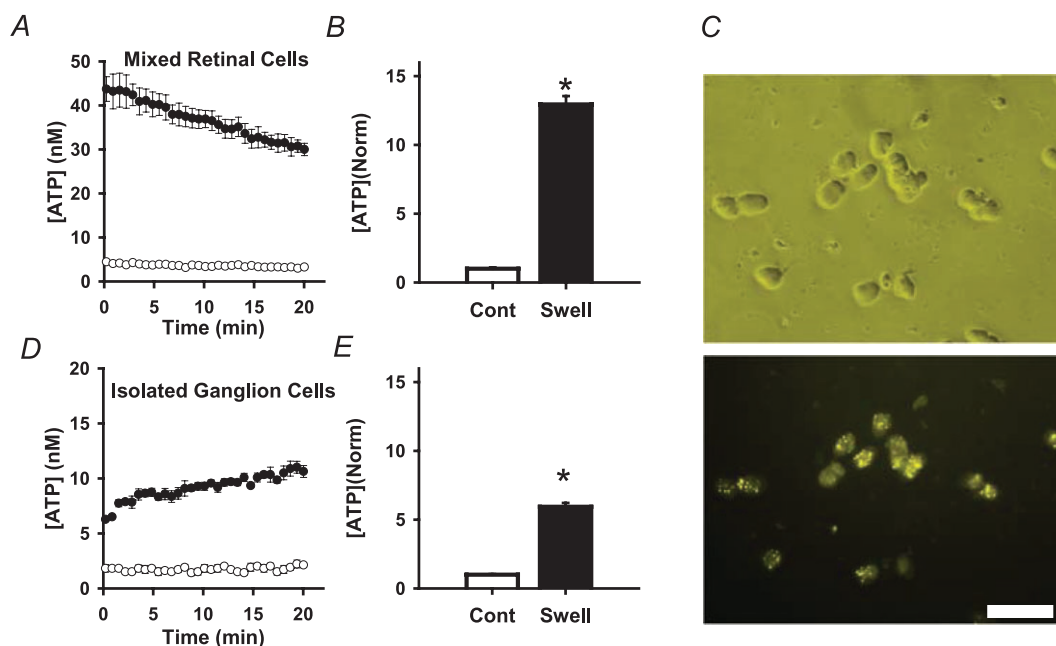 A
Mixed Retinal Cells
[ATP] (nM)
50
40
30
20
10
0
0 5 10 15 20
Time (min)
B
[ATP](Norm)
15
10
5
0
*
Cont Swell
C
D
Isolated Ganglion Cells
[ATP] (nM)
20
15
10
5
0
0 5 10 15 20
Time (min)
E
[ATP](Norm)
15
10
5
0
*
Cont Swell